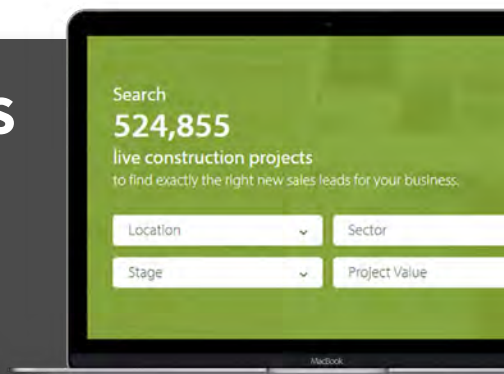 s
Search
524,855
live construction projects
to find exactly the right new sales leads for your business.
Location
Sector
Stage
Project Value
MacBook